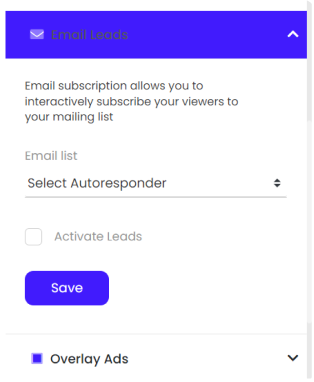 Email Leads
Email subscription allows you to
interactively subscribe your viewers to
your mailing list
Email list
Select Autoresponder
Activate Leads
Save
Overlay Ads